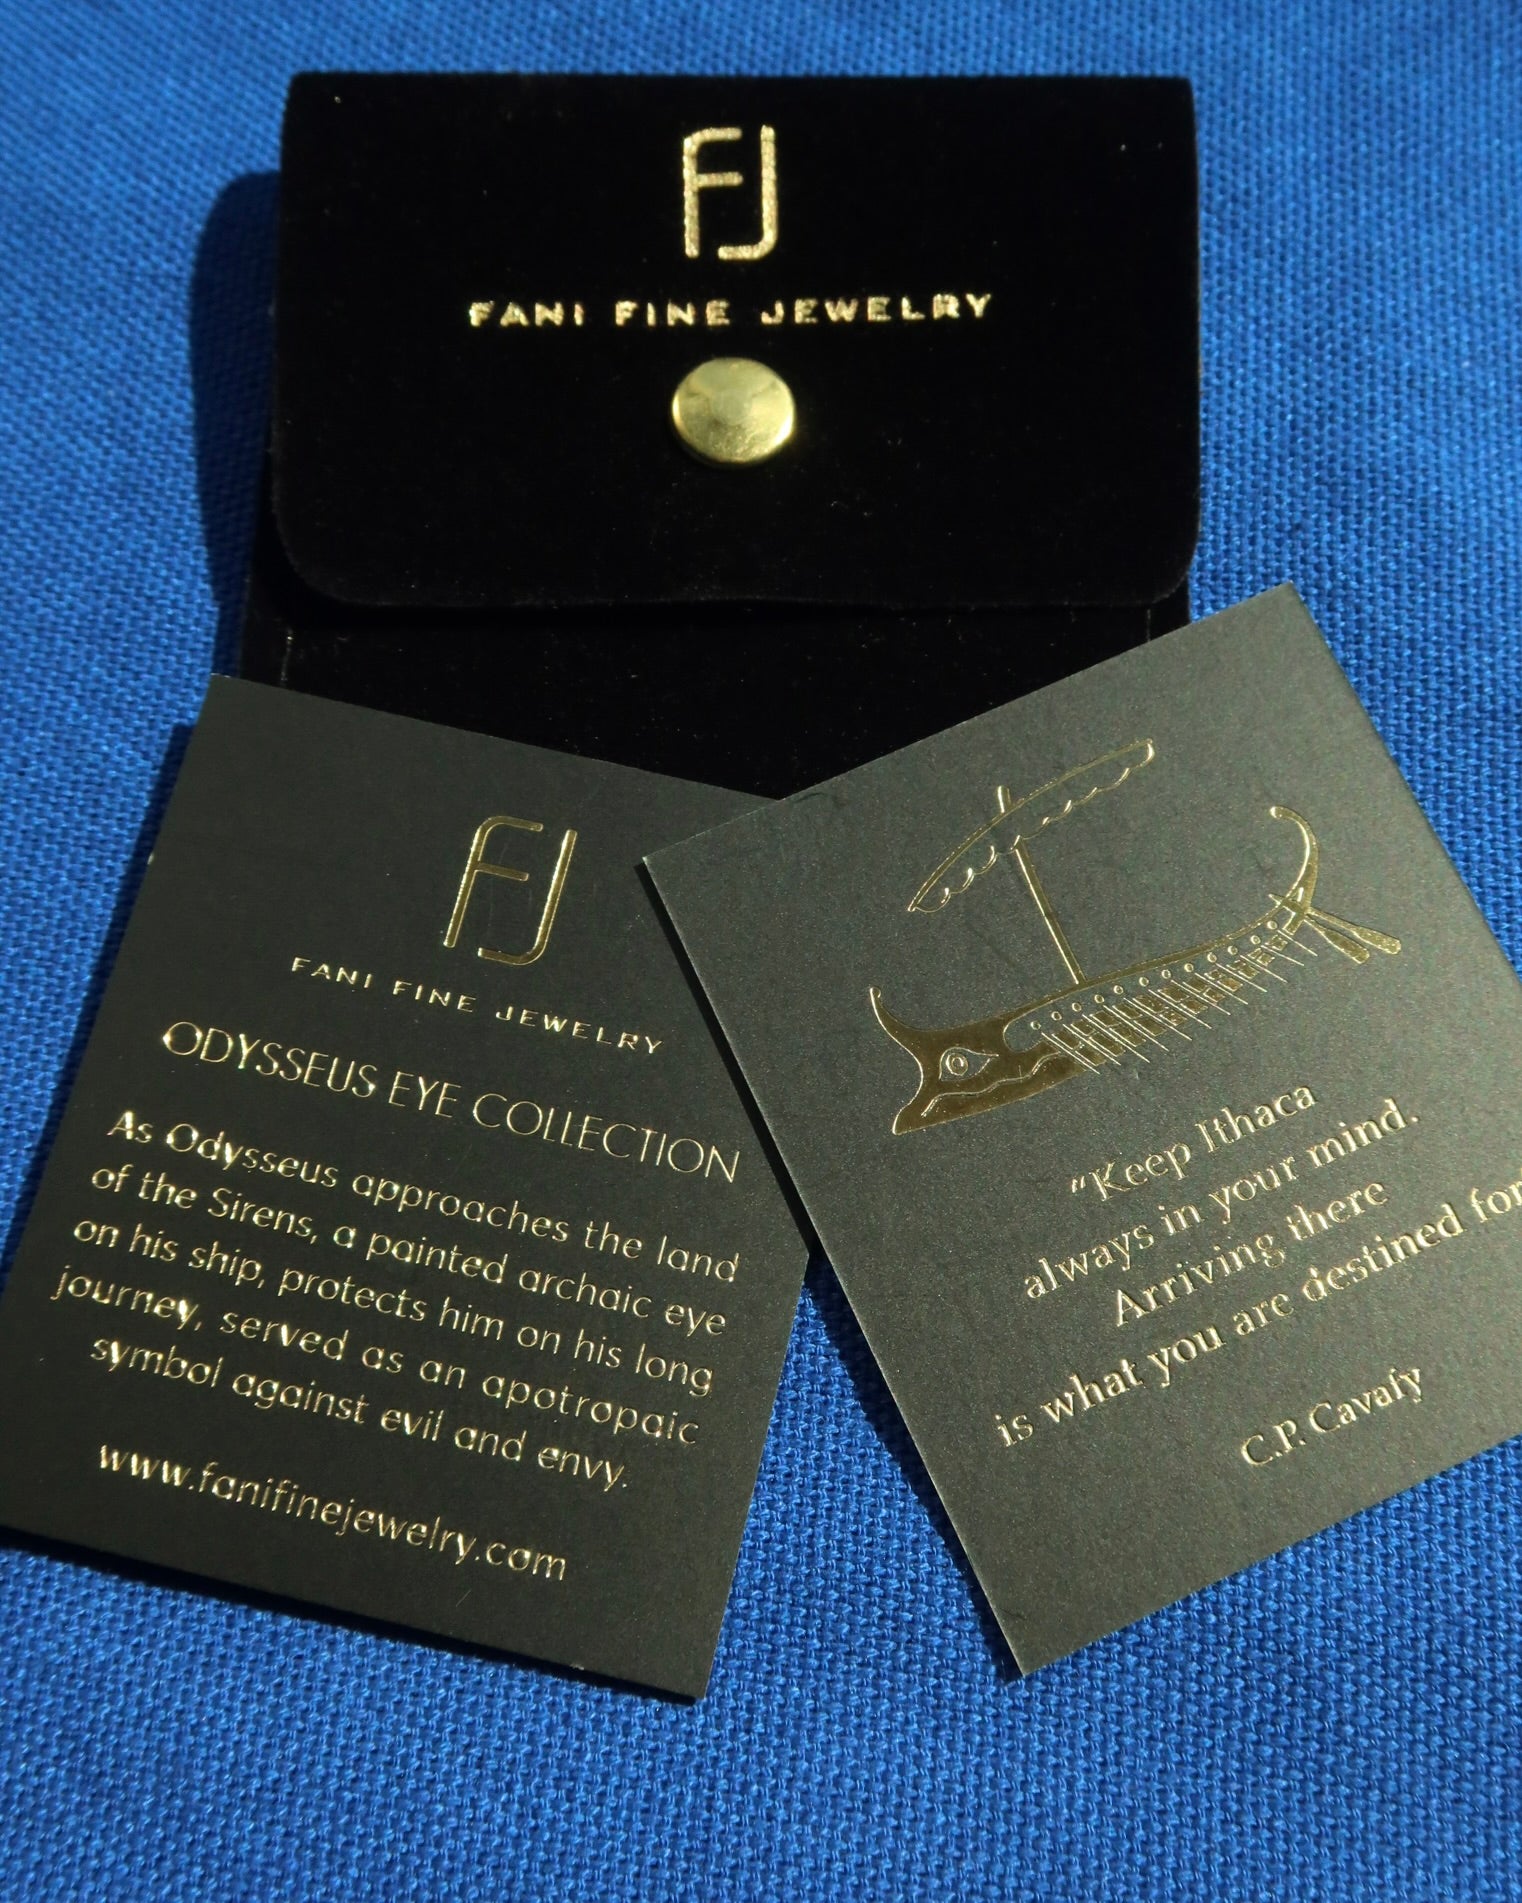 FJ
FANI FINE JEWELRY
FJ
FANI FINE JEWELRY
ODYSSEUS EYE COLLECTION
As Odysseus approaches the land
of the Sirens, a painted archaic eye
on his ship, protects him on his long
journey, served as an apotropaic
symbol against evil and envy.
www.fanifinejewelry.com
“Keep Ithaca
always in your mind.
Arriving there
is what you are destined for
C.P. Cavafy